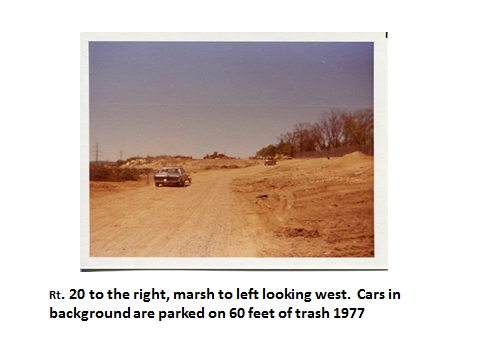 Rt. 20 to the right, marsh to left looking west.  Cars in
background are parked on 60 feet of trash 1977